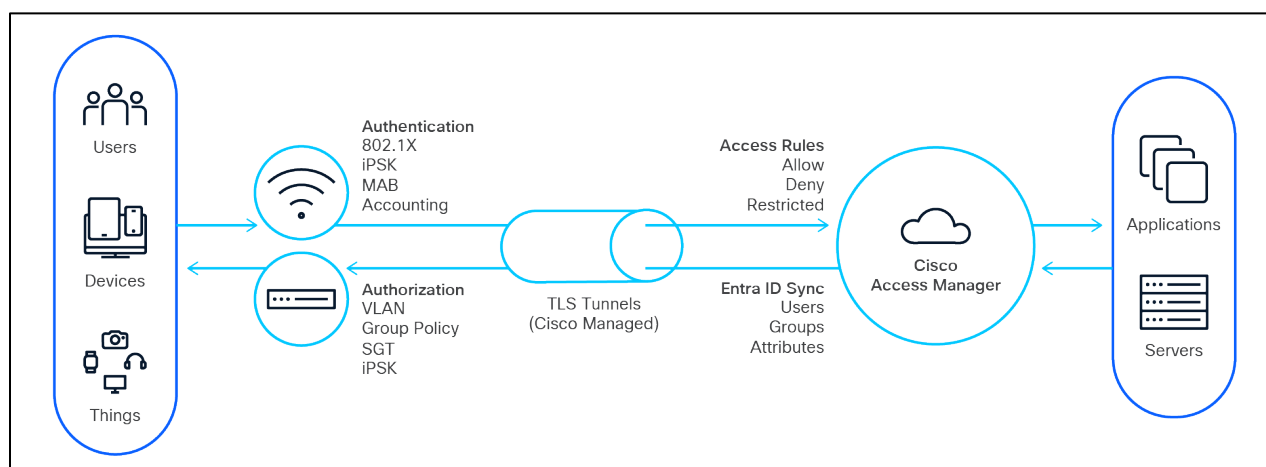 Users
Devices
Things
Authentication
802.1X
iPSK
MAB
Accounting
Authorization
VLAN
Group Policy
SGT
iPSK
TLS Tunnels
(Cisco Managed)
Access Rules
Allow
Deny
Restricted
Entra ID Sync
Users
Groups
Attributes
Cisco
Access Manager
Applications
Servers